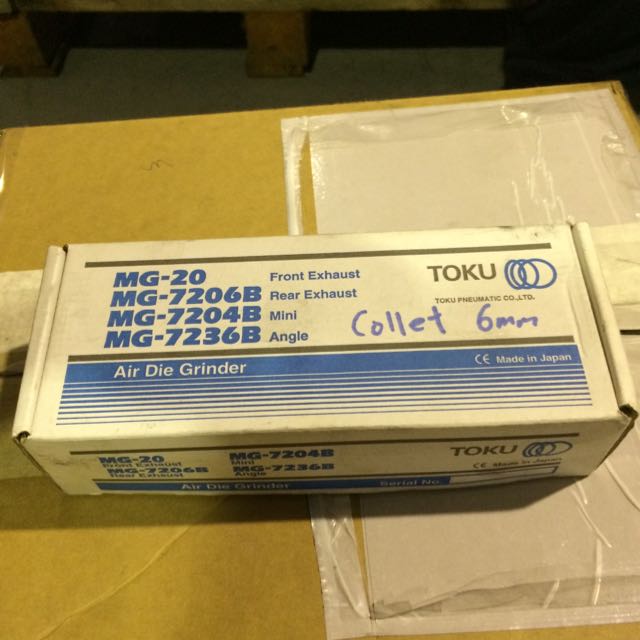 MG-20 Front Exhaust
MG-7206B Rear Exhaust
MG-7204B Mini
MG-7236B Angle
TOKU
TOKU PNEUMATIC CO.,LTD.
Collet 6mm
CE Made in Japan
Air Die Grinder
MG-20 MG-7204B
Front Exhaust Mini
MG-7206B MG-7236B
Rear Exhaust Angle
TOKU
CE Made in Japan
Air Die Grinder Serial No.